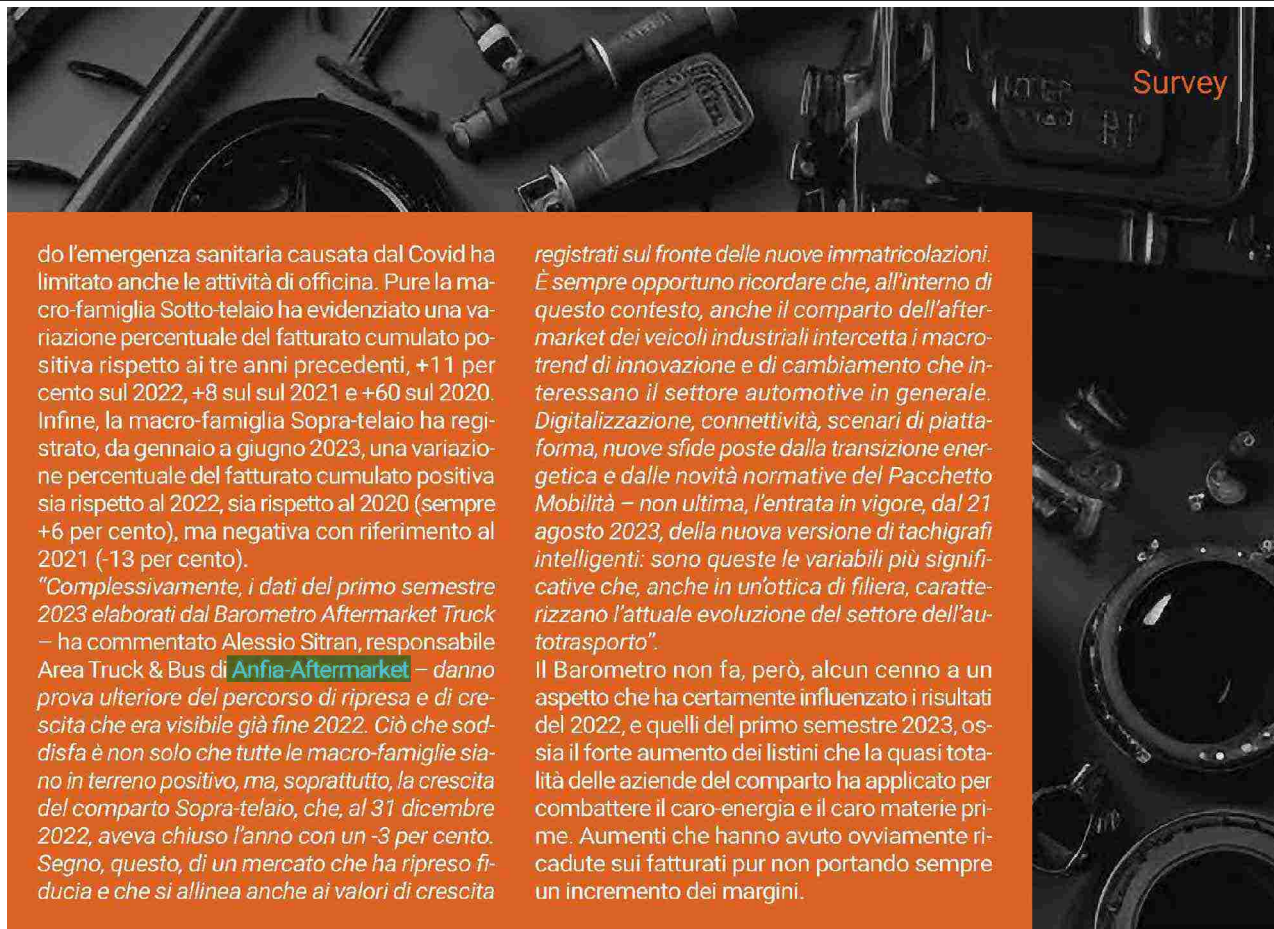 Survey
do l'emergenza sanitaria causata dal Covid ha
limitato anche le attività di officina. Pure la ma-
cro-famiglia Sotto-telaio ha evidenziato una va-
riazione percentuale del fatturato cumulato po-
sitiva rispetto ai tre anni precedenti, +11 per
cento sul 2022, +8 sul sul 2021 e +60 sul 2020.
Infine, la macro-famiglia Sopra-telaio ha regi-
strato, da gennaio a giugno 2023, una variazio-
ne percentuale del fatturato cumulato positiva
sia rispetto al 2022, sia rispetto al 2020 (sempre
+6 per cento), ma negativa con riferimento al
2021 (-13 per cento).
"Complessivamente, i dati del primo semestre
2023 elaborati dal Barometro Aftermarket Truck
– ha commentato Alessio Sitran, responsabile
Area Truck & Bus di Anfia-Aftermarket – danno
prova ulteriore del percorso di ripresa e di cre-
scita che era visibile già fine 2022. Ciò che sod-
disfa è non solo che tutte le macro-famiglie sia-
no in terreno positivo, ma, soprattutto, la crescita
del comparto Sopra-telaio, che, al 31 dicembre
2022, aveva chiuso l'anno con un -3 per cento.
Segno, questo, di un mercato che ha ripreso fi-
ducia e che si allinea anche ai valori di crescita
registrati sul fronte delle nuove immatricolazioni.
È sempre opportuno ricordare che, all'interno di
questo contesto, anche il comparto dell'after-
market dei veicoli industriali intercetta i macro-
trend di innovazione e di cambiamento che in-
teressano il settore automotive in generale.
Digitalizzazione, connettività, scenari di piatta-
forma, nuove sfide poste dalla transizione ener-
getica e dalle novità normative del Pacchetto
Mobilità – non ultima, l'entrata in vigore, dal 21
agosto 2023, della nuova versione di tachigrafi
intelligenti: sono queste le variabili più signifi-
cative che, anche in un'ottica di filiera, caratte-
rizzano l'attuale evoluzione del settore dell'au-
totrasporto".
Il Barometro non fa, però, alcun cenno a un
aspetto che ha certamente influenzato i risultati
del 2022, e quelli del primo semestre 2023, os-
sia il forte aumento dei listini che la quasi tota-
lità delle aziende del comparto ha applicato per
combattere il caro-energia e il caro materie pri-
me. Aumenti che hanno avuto ovviamente ri-
cadute sui fatturati pur non portando sempre
un incremento dei margini.